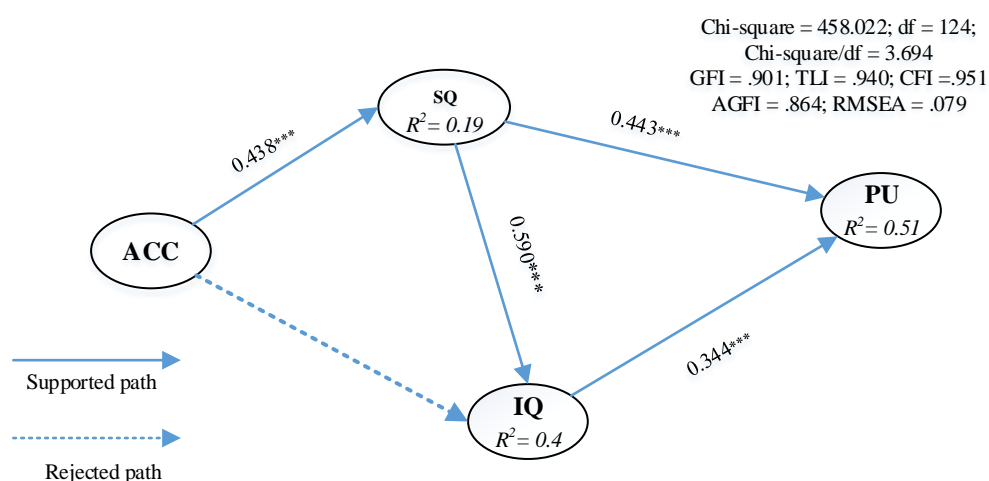 Chi-square = 458.022; df = 124;
Chi-square/df = 3.694
GFI = .901; TLI = .940; CFI =.951
AGFI = .864; RMSEA = .079
SQ
R²= 0.19
0.438***
0.443***
PU
R²= 0.51
ACC
0.590***
0.344***
Supported path
IQ
R²= 0.4
Rejected path